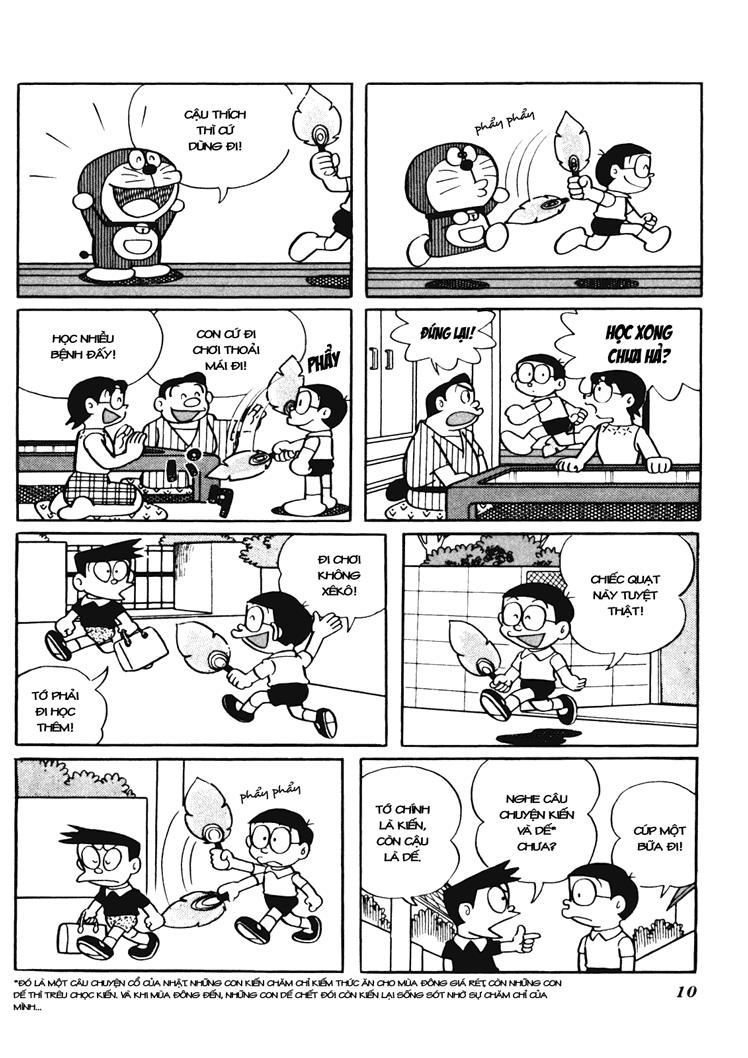 CẬU THÍCH
THÌ CỨ
DÙNG ĐI!
phẩy phẩy
HỌC NHIỀU
BỆNH ĐẤY!
CON CỨ ĐI
CHƠI THOẢI
MÁI ĐI!
PHẨY
ĐỨNG LẠI!
HỌC XONG
CHƯA HẢ?
ĐI CHƠI
KHÔNG
XÊKÔ!
TỚ PHẢI
ĐI HỌC
THÊM!
CHIẾC QUẠT
NÀY TUYỆT
THẬT!
phẩy phẩy
TỚ CHÍNH
LÀ KIẾN,
CÒN CẬU
LÀ DẾ.
NGHE CÂU
CHUYỆN KIẾN
VÀ DẾ*
CHƯA?
CÚP MỘT
BỮA ĐI!
*ĐÓ LÀ MỘT CÂU CHUYỆN CỔ CỦA NHẬT. NHỮNG CON KIẾN CHĂM CHỈ KIẾM THỨC ĂN CHO MÙA ĐÔNG GIÁ RÉT, CÒN NHỮNG CON
DẾ THÌ TRÊU CHỌC KIẾN. VÀ KHI MÙA ĐÔNG ĐẾN, NHỮNG CON DẾ CHẾT ĐÓI CÒN KIẾN LẠI SỐNG SÓT NHỜ SỰ CHĂM CHỈ CỦA
MÌNH...
10